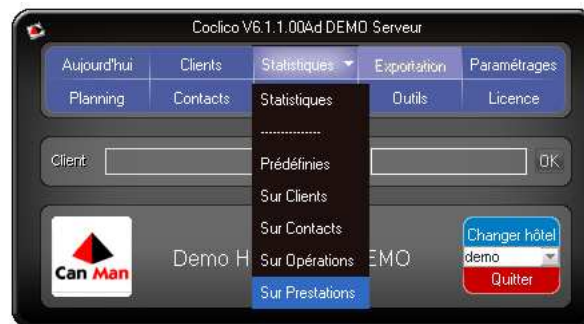 Coclico V6.1.1.00Ad DEMO Serveur
Aujourd'hui Clients Statistiques Exportation Paramétrages
Planning Contacts Statistiques Outils Licence
---------------
Prédéfinies
Client OK
Sur Clients
Sur Contacts
Changer hôtel
Demo H Sur Opérations EMO
demo
Can Man
Sur Prestations
Quitter